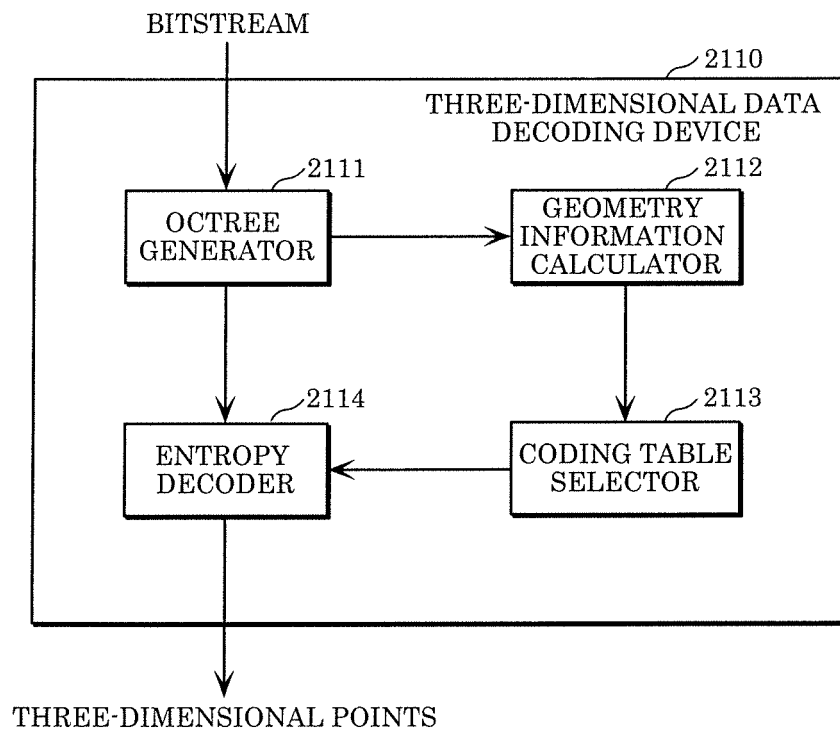 BITSTREAM
2110
THREE-DIMENSIONAL DATA
DECODING DEVICE
2111
OCTREE
GENERATOR
2112
GEOMETRY
INFORMATION
CALCULATOR
2114
ENTROPY
DECODER
2113
CODING TABLE
SELECTOR
THREE-DIMENSIONAL POINTS